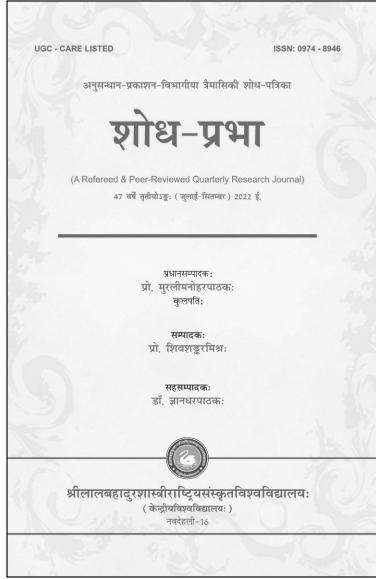 UGC - CARE LISTED ISSN: 0974 - 8946
अनुसन्धान-प्रकाशन-विभागीया त्रैमासिकी शोध-पत्रिका
शोध-प्रभा
(A Refereed & Peer-Reviewed Quarterly Research Journal)
47 वर्षे तृतीयोऽङ्कः ( जुलाई-सितम्बर ) 2022 ई.
प्रधानसम्पादकः
प्रो. मुरलीमनोहरपाठकः
कुलपतिः
सम्पादकः
प्रो. शिवशङ्करमिश्रः
सहसम्पादकः
डॉ. ज्ञानधरपाठकः
श्रीलालबहादुरशास्त्रीराष्ट्रियसंस्कृतविश्वविद्यालयः
( केन्द्रीयविश्वविद्यालयः )
नवदेहली-16